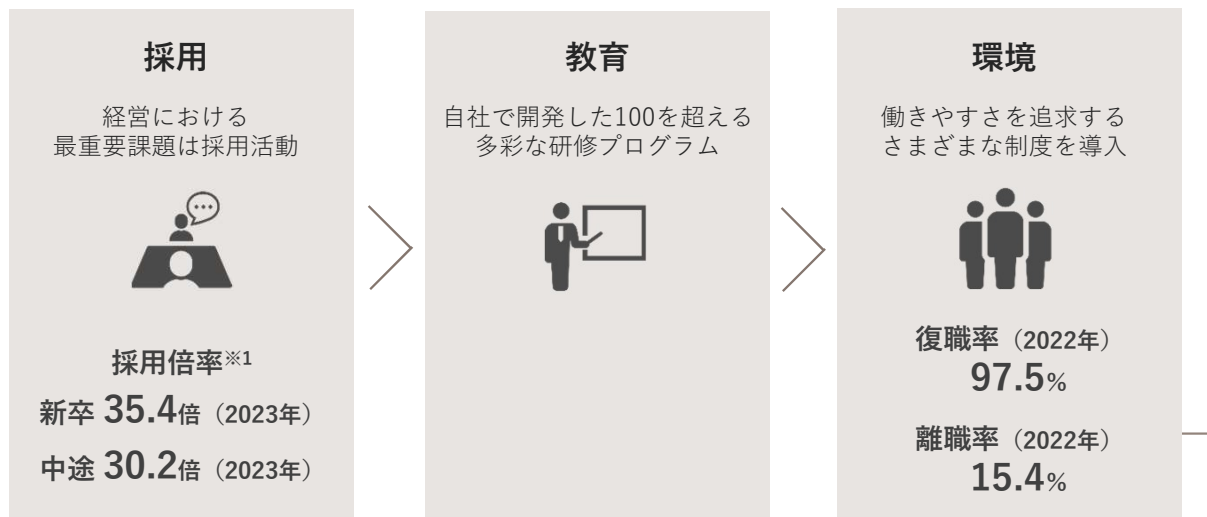 採用
経営における
最重要課題は採用活動
採用倍率※1
新卒 35.4倍（2023年）
中途 30.2倍（2023年）
教育
自社で開発した100を超える
多彩な研修プログラム
環境
働きやすさを追求する
さまざまな制度を導入
復職率（2022年）
97.5%
離職率（2022年）
15.4%